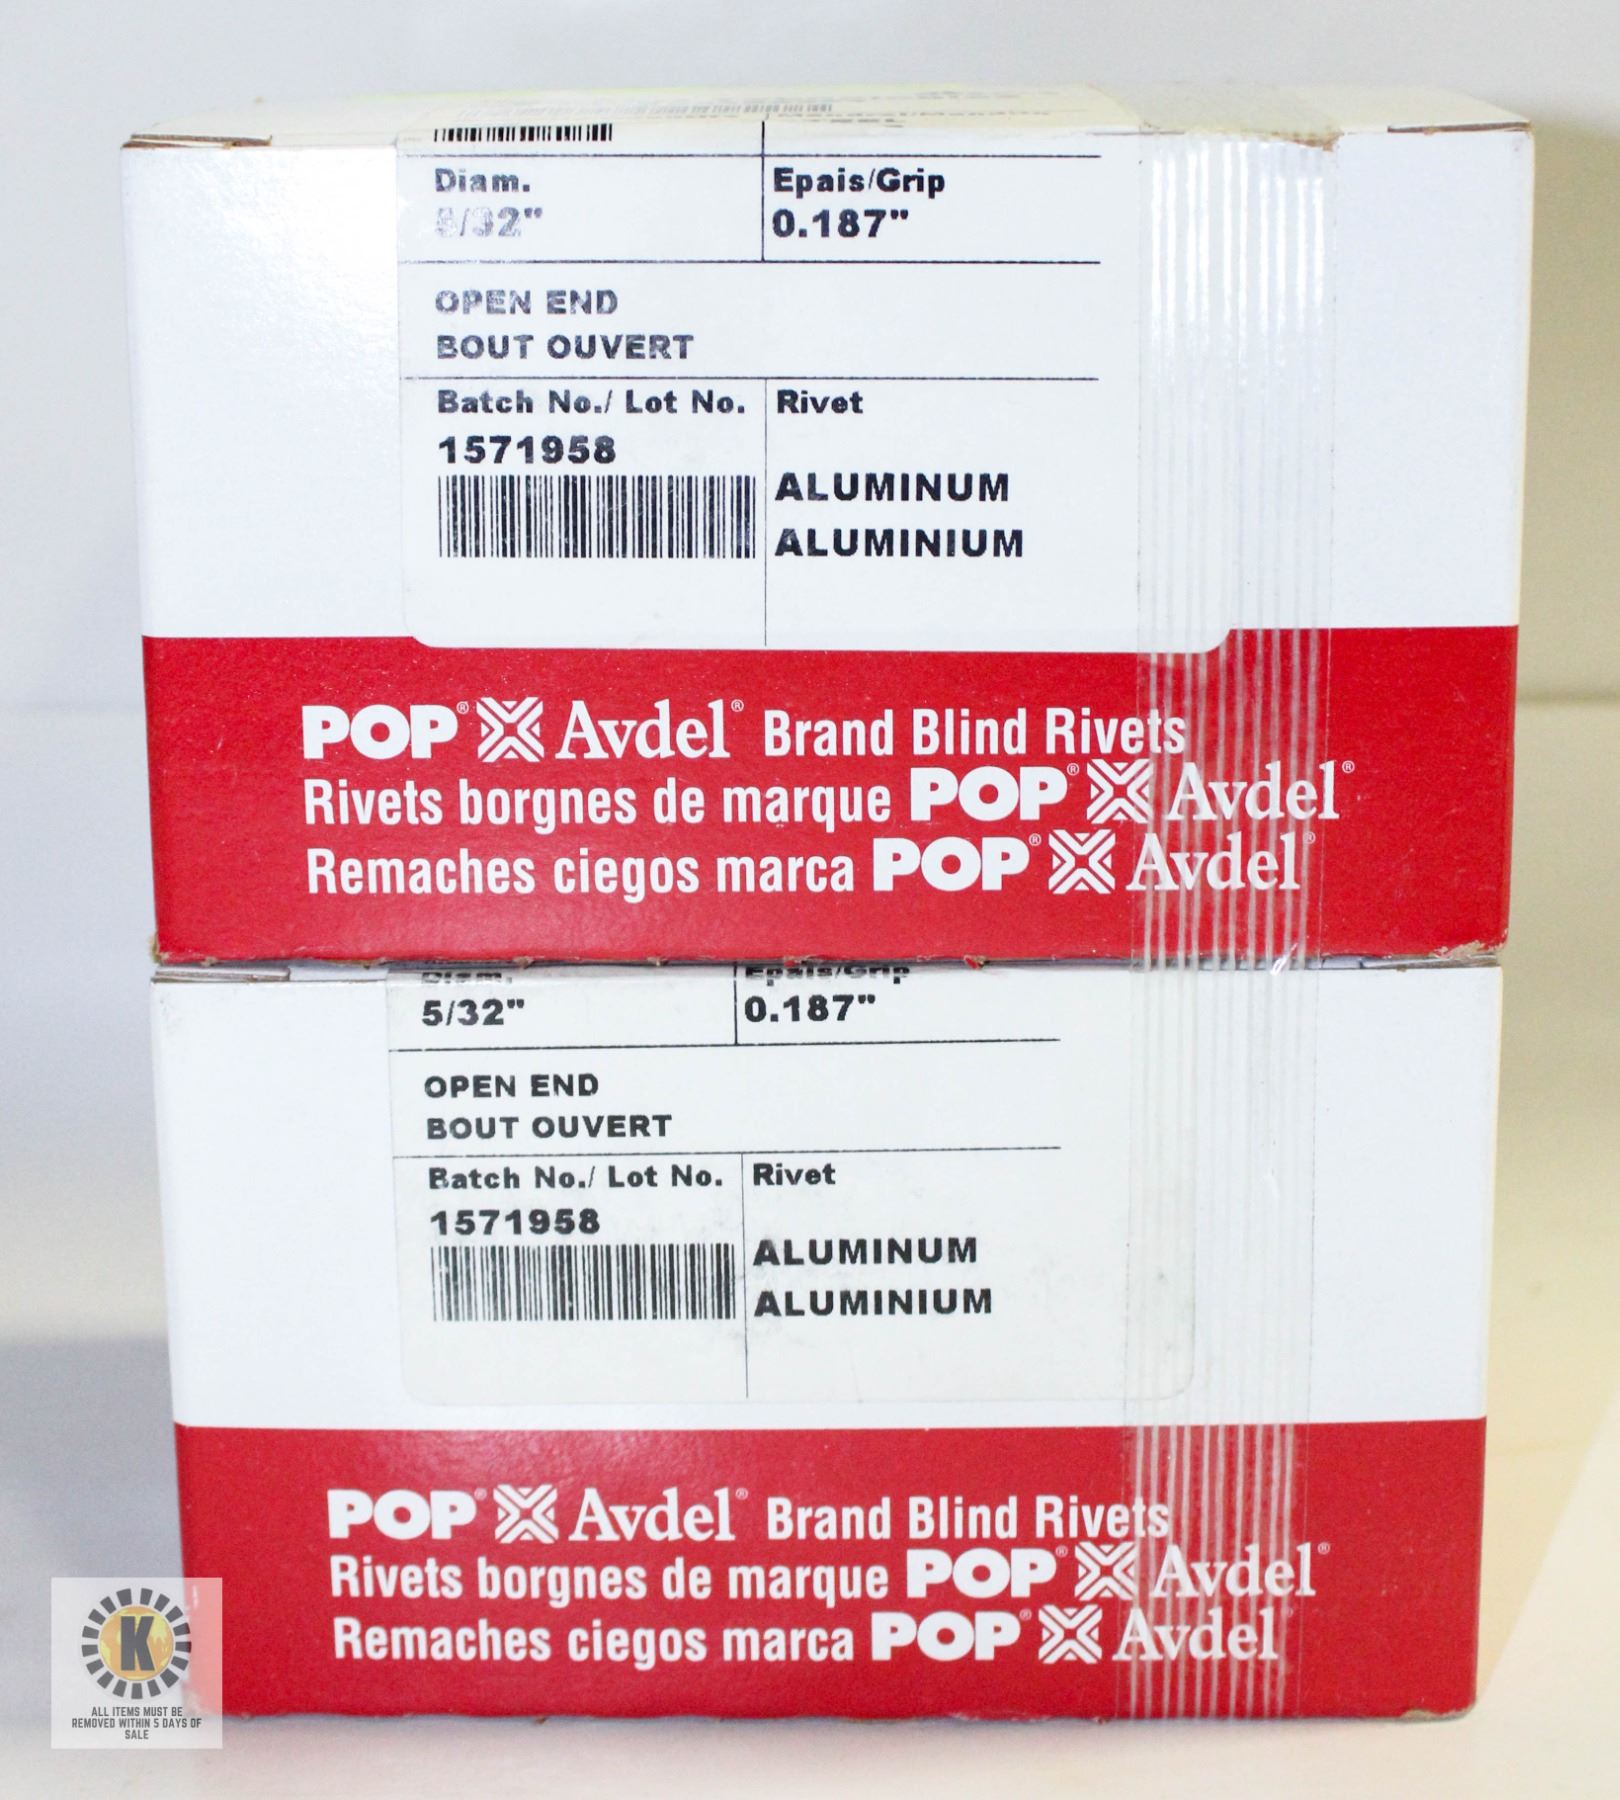 Diam.
5/32"
Epais/Grip
0.187"
OPEN END
BOUT OUVERT
Batch No./ Lot No.
1571958
Rivet
ALUMINUM
ALUMINIUM
POP® Avdel® Brand Blind Rivets
Rivets borgnes de marque POP® Avdel®
Remaches ciegos marca POP® Avdel®
Diam.
5/32"
Epais/Grip
0.187"
OPEN END
BOUT OUVERT
Batch No./ Lot No.
1571958
Rivet
ALUMINUM
ALUMINIUM
POP® Avdel® Brand Blind Rivets
Rivets borgnes de marque POP® Avdel®
Remaches ciegos marca POP® Avdel
K
ALL ITEMS MUST BE
REMOVED WITHIN 5 DAYS OF
SALE